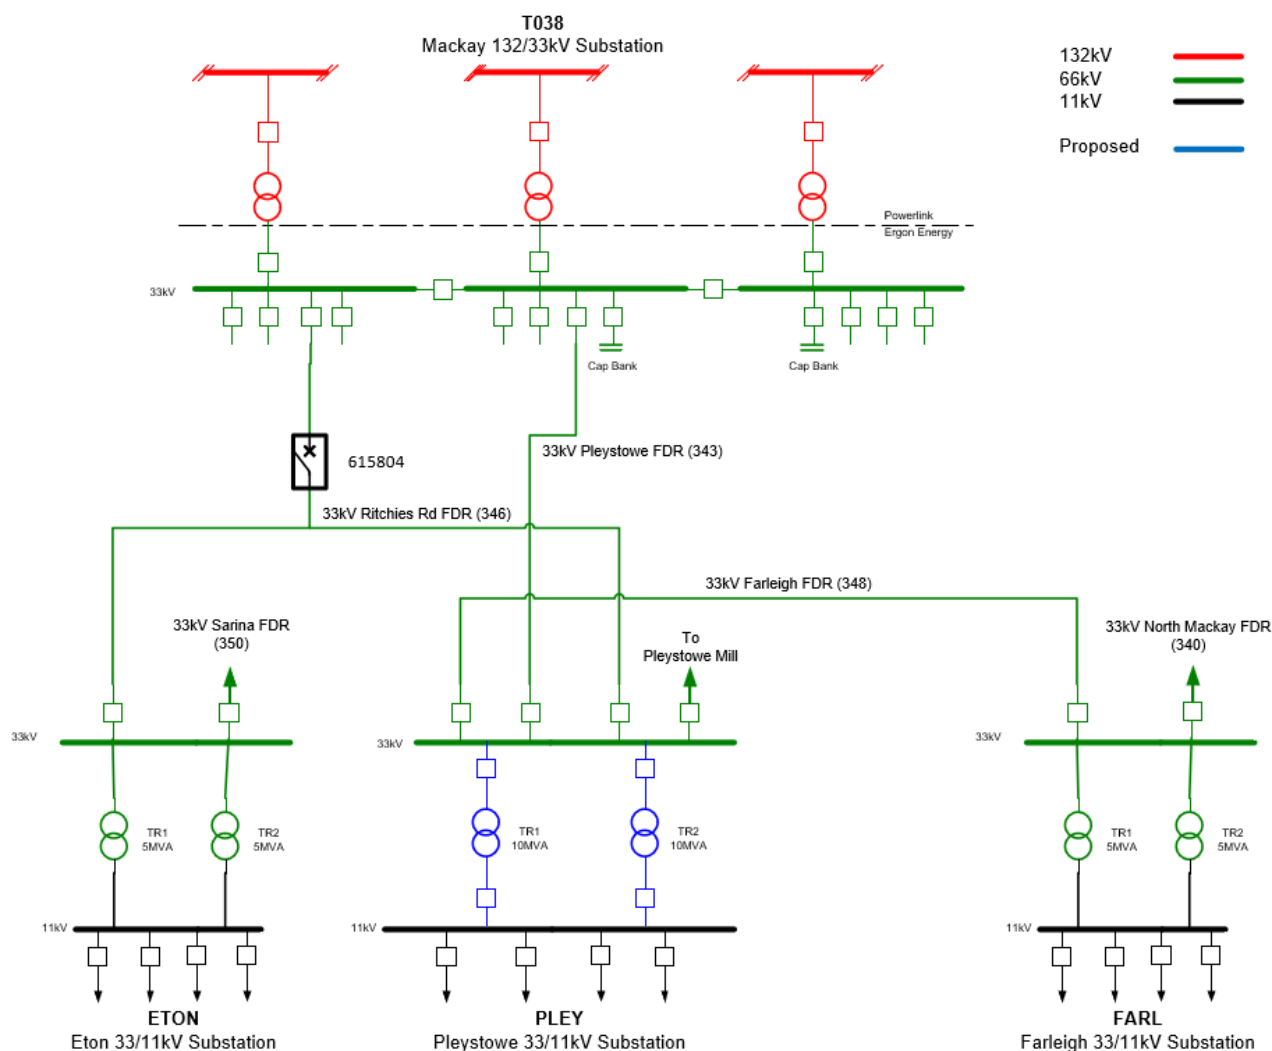 T038
Mackay 132/33kV Substation
132kV
66kV
11kV
Proposed
Powerlink
Ergon Energy
33kV
Cap Bank
Cap Bank
33kV Pleystowe FDR (343)
615804
33kV Ritchies Rd FDR (346)
33kV Farleigh FDR (348)
33kV Sarina FDR
(350)
To
Pleystowe Mill
33kV North Mackay FDR
(340)
33kV
33kV
33kV
TR1
5MVA
TR2
5MVA
TR1
10MVA
TR2
10MVA
TR1
5MVA
TR2
5MVA
11kV
11kV
11kV
ETON
Eton 33/11kV Substation
PLEY
Pleystowe 33/11kV Substation
FARL
Farleigh 33/11kV Substation